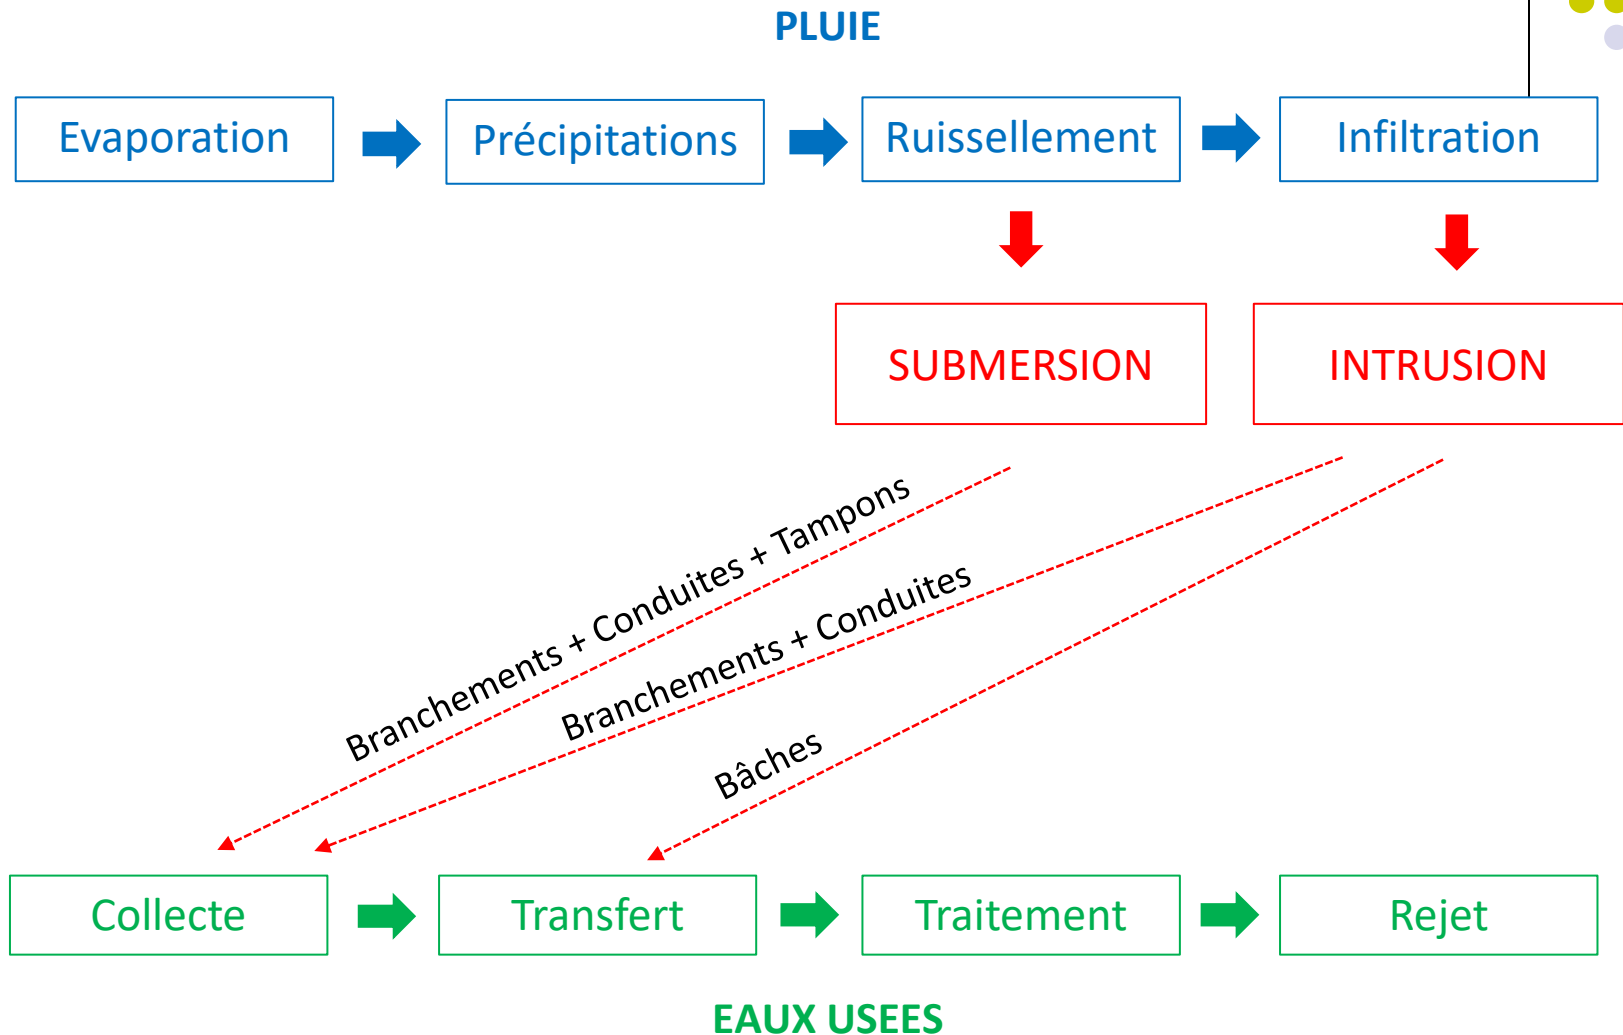 PLUIE
Evaporation
Précipitations
Ruissellement
Infiltration
SUBMERSION
INTRUSION
Branchements + Conduites + Tampons
Branchements + Conduites
Bâches
Collecte
Transfert
Traitement
Rejet
EAUX USEES